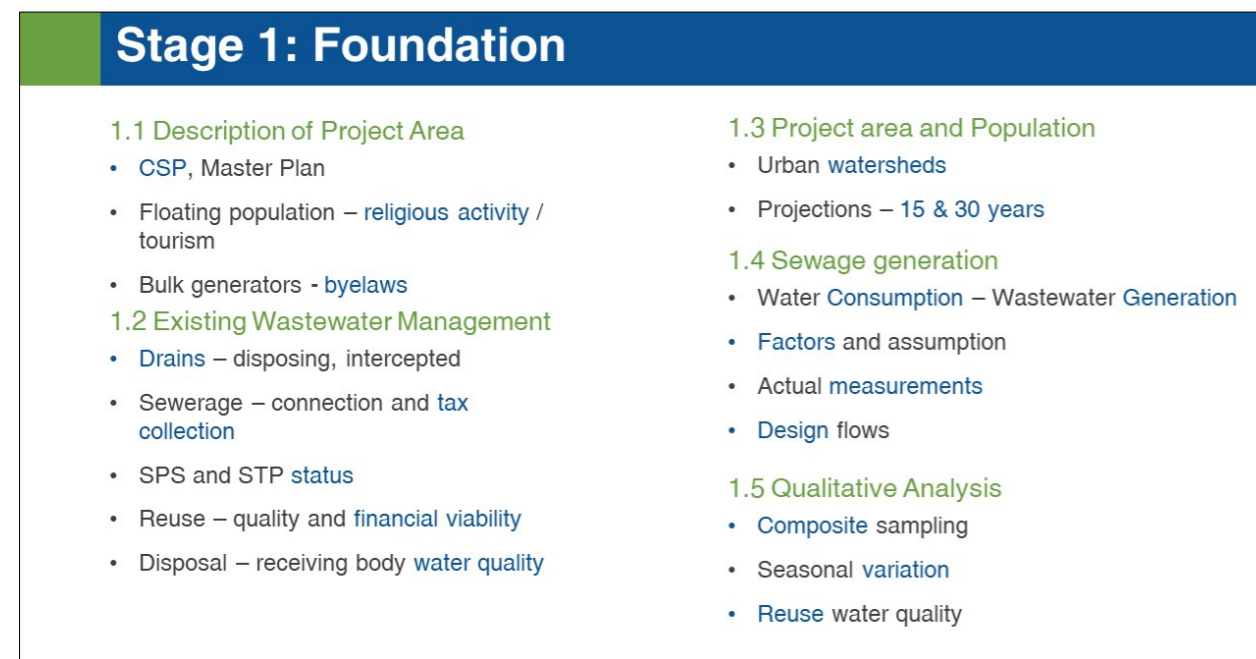 Stage 1: Foundation
1.1 Description of Project Area
• CSP, Master Plan
• Floating population – religious activity /
tourism
• Bulk generators - byelaws
1.2 Existing Wastewater Management
• Drains – disposing, intercepted
• Sewerage – connection and tax
collection
• SPS and STP status
• Reuse – quality and financial viability
• Disposal – receiving body water quality
1.3 Project area and Population
• Urban watersheds
• Projections – 15 & 30 years
1.4 Sewage generation
• Water Consumption – Wastewater Generation
• Factors and assumption
• Actual measurements
• Design flows
1.5 Qualitative Analysis
• Composite sampling
• Seasonal variation
• Reuse water quality